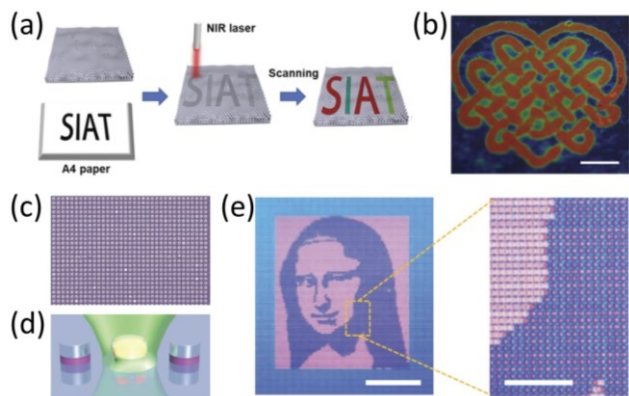 (a)
NIR laser
Scanning
SIAT
SIAT
SIAT
A4 paper
(b)
(c)
(d)
(e)